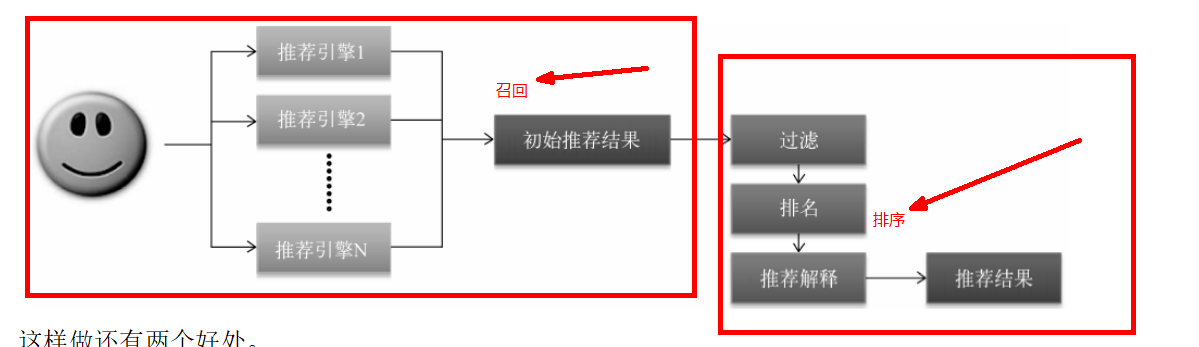 推荐引擎1
召回
推荐引擎2
初始推荐结果
推荐引擎N
过滤
排名
排序
推荐解释
推荐结果
这样做还有两个好处。